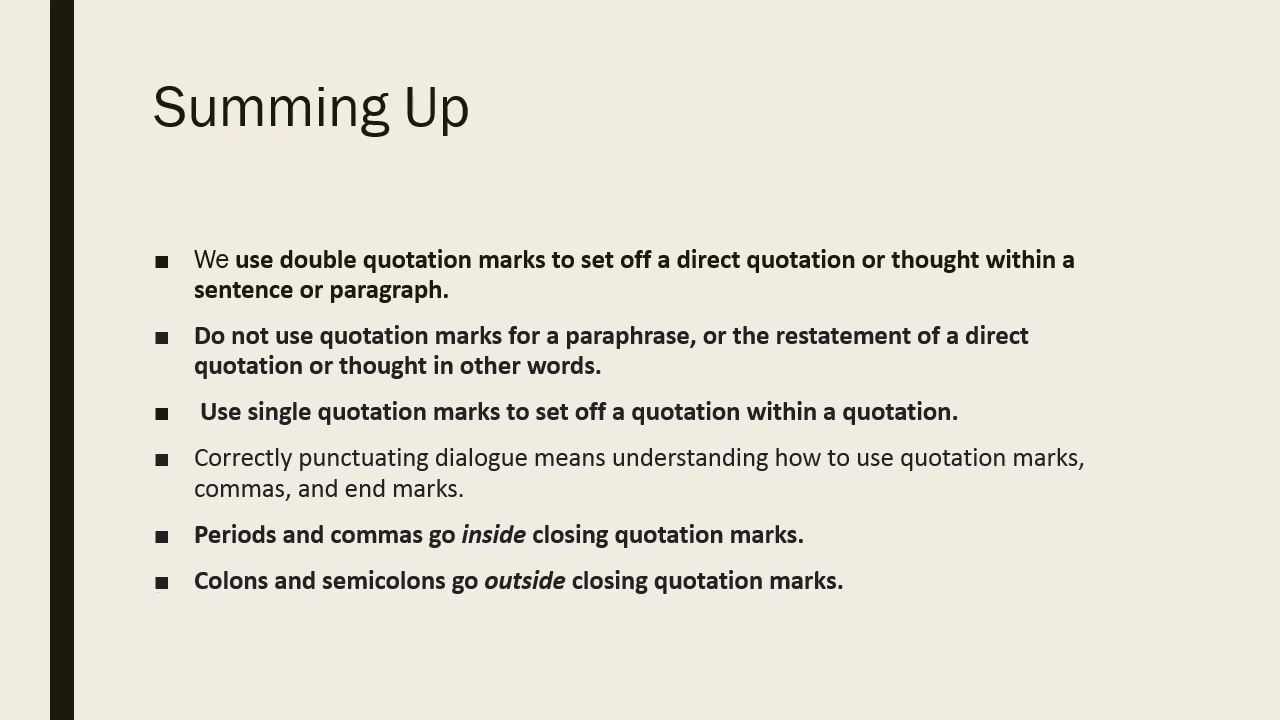 Summing Up
■ We use double quotation marks to set off a direct quotation or thought within a
sentence or paragraph.
■ Do not use quotation marks for a paraphrase, or the restatement of a direct
quotation or thought in other words.
■ Use single quotation marks to set off a quotation within a quotation.
■ Correctly punctuating dialogue means understanding how to use quotation marks,
commas, and end marks.
■ Periods and commas go inside closing quotation marks.
■ Colons and semicolons go outside closing quotation marks.